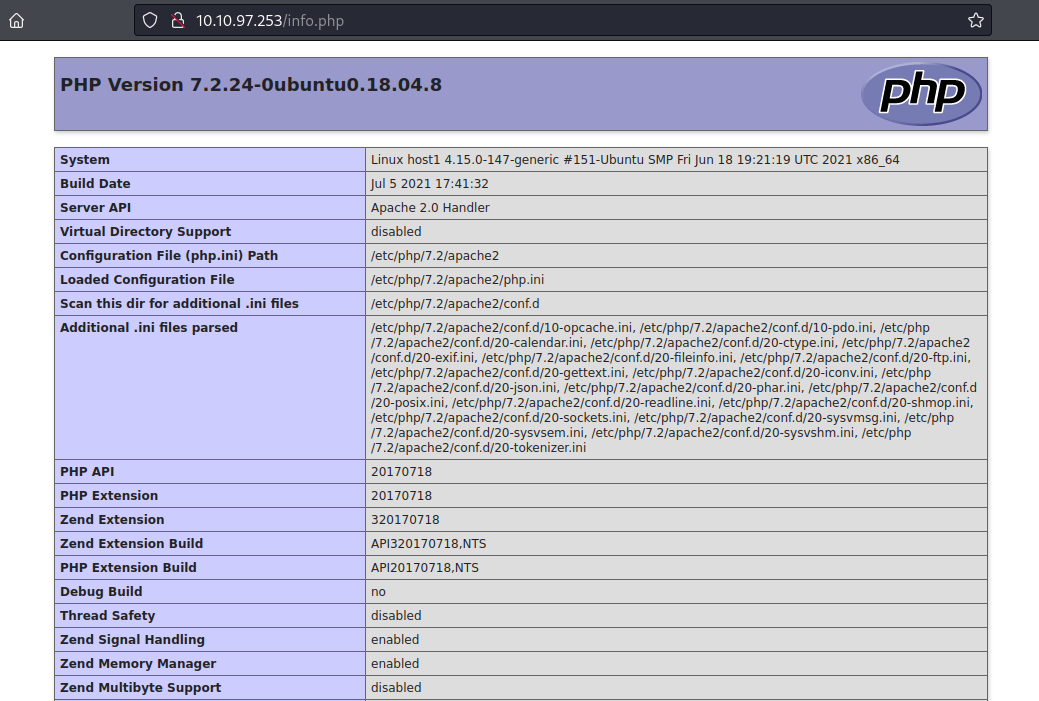 10.10.97.253/info.php
PHP Version 7.2.24-0ubuntu0.18.04.8
php
System Linux host1 4.15.0-147-generic #151-Ubuntu SMP Fri Jun 18 19:21:19 UTC 2021 x86_64
Build Date Jul 5 2021 17:41:32
Server API Apache 2.0 Handler
Virtual Directory Support disabled
Configuration File (php.ini) Path /etc/php/7.2/apache2
Loaded Configuration File /etc/php/7.2/apache2/php.ini
Scan this dir for additional .ini files /etc/php/7.2/apache2/conf.d
Additional .ini files parsed /etc/php/7.2/apache2/conf.d/10-opcache.ini, /etc/php/7.2/apache2/conf.d/10-pdo.ini, /etc/php
/7.2/apache2/conf.d/20-calendar.ini, /etc/php/7.2/apache2/conf.d/20-ctype.ini, /etc/php/7.2/apache2
/conf.d/20-exif.ini, /etc/php/7.2/apache2/conf.d/20-fileinfo.ini, /etc/php/7.2/apache2/conf.d/20-ftp.ini,
/etc/php/7.2/apache2/conf.d/20-gettext.ini, /etc/php/7.2/apache2/conf.d/20-iconv.ini, /etc/php
/7.2/apache2/conf.d/20-json.ini, /etc/php/7.2/apache2/conf.d/20-phar.ini, /etc/php/7.2/apache2/conf.d
/20-posix.ini, /etc/php/7.2/apache2/conf.d/20-readline.ini, /etc/php/7.2/apache2/conf.d/20-shmop.ini,
/etc/php/7.2/apache2/conf.d/20-sockets.ini, /etc/php/7.2/apache2/conf.d/20-sysvmsg.ini, /etc/php
/7.2/apache2/conf.d/20-sysvsem.ini, /etc/php/7.2/apache2/conf.d/20-sysvshm.ini, /etc/php
/7.2/apache2/conf.d/20-tokenizer.ini
PHP API 20170718
PHP Extension 20170718
Zend Extension 320170718
Zend Extension Build API320170718,NTS
PHP Extension Build API20170718,NTS
Debug Build no
Thread Safety disabled
Zend Signal Handling enabled
Zend Memory Manager enabled
Zend Multibyte Support disabled